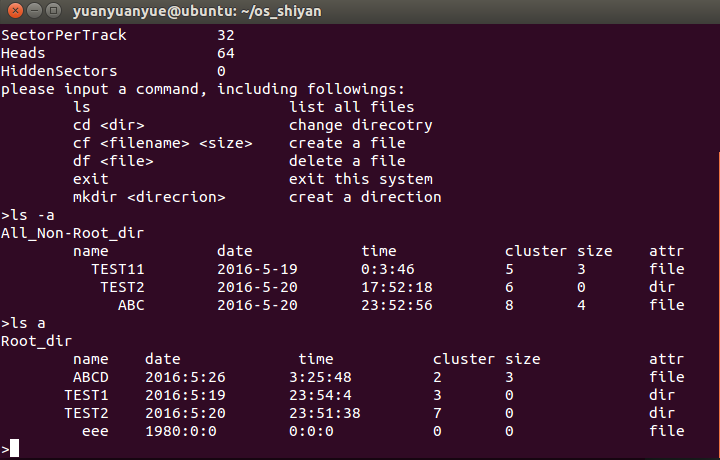 yuanyuanyue@ubuntu: ~/os_shiyan
SectorPerTrack 32
Heads 64
HiddenSectors 0
please input a command, including followings:
ls list all files
cd <dir> change direcotry
cf <filename> <size> create a file
df <file> delete a file
exit exit this system
mkdir <direcrion> creat a direction
>ls -a
All_Non-Root_dir
name date time cluster size attr
TEST11 2016-5-19 0:3:46 5 3 file
TEST2 2016-5-20 17:52:18 6 0 dir
ABC 2016-5-20 23:52:56 8 4 file
>ls a
Root_dir
name date time cluster size attr
ABCD 2016:5:26 3:25:48 2 3 file
TEST1 2016:5:19 23:54:4 3 0 dir
TEST2 2016:5:20 23:51:38 7 0 dir
eee 1980:0:0 0:0:0 0 0 file
>